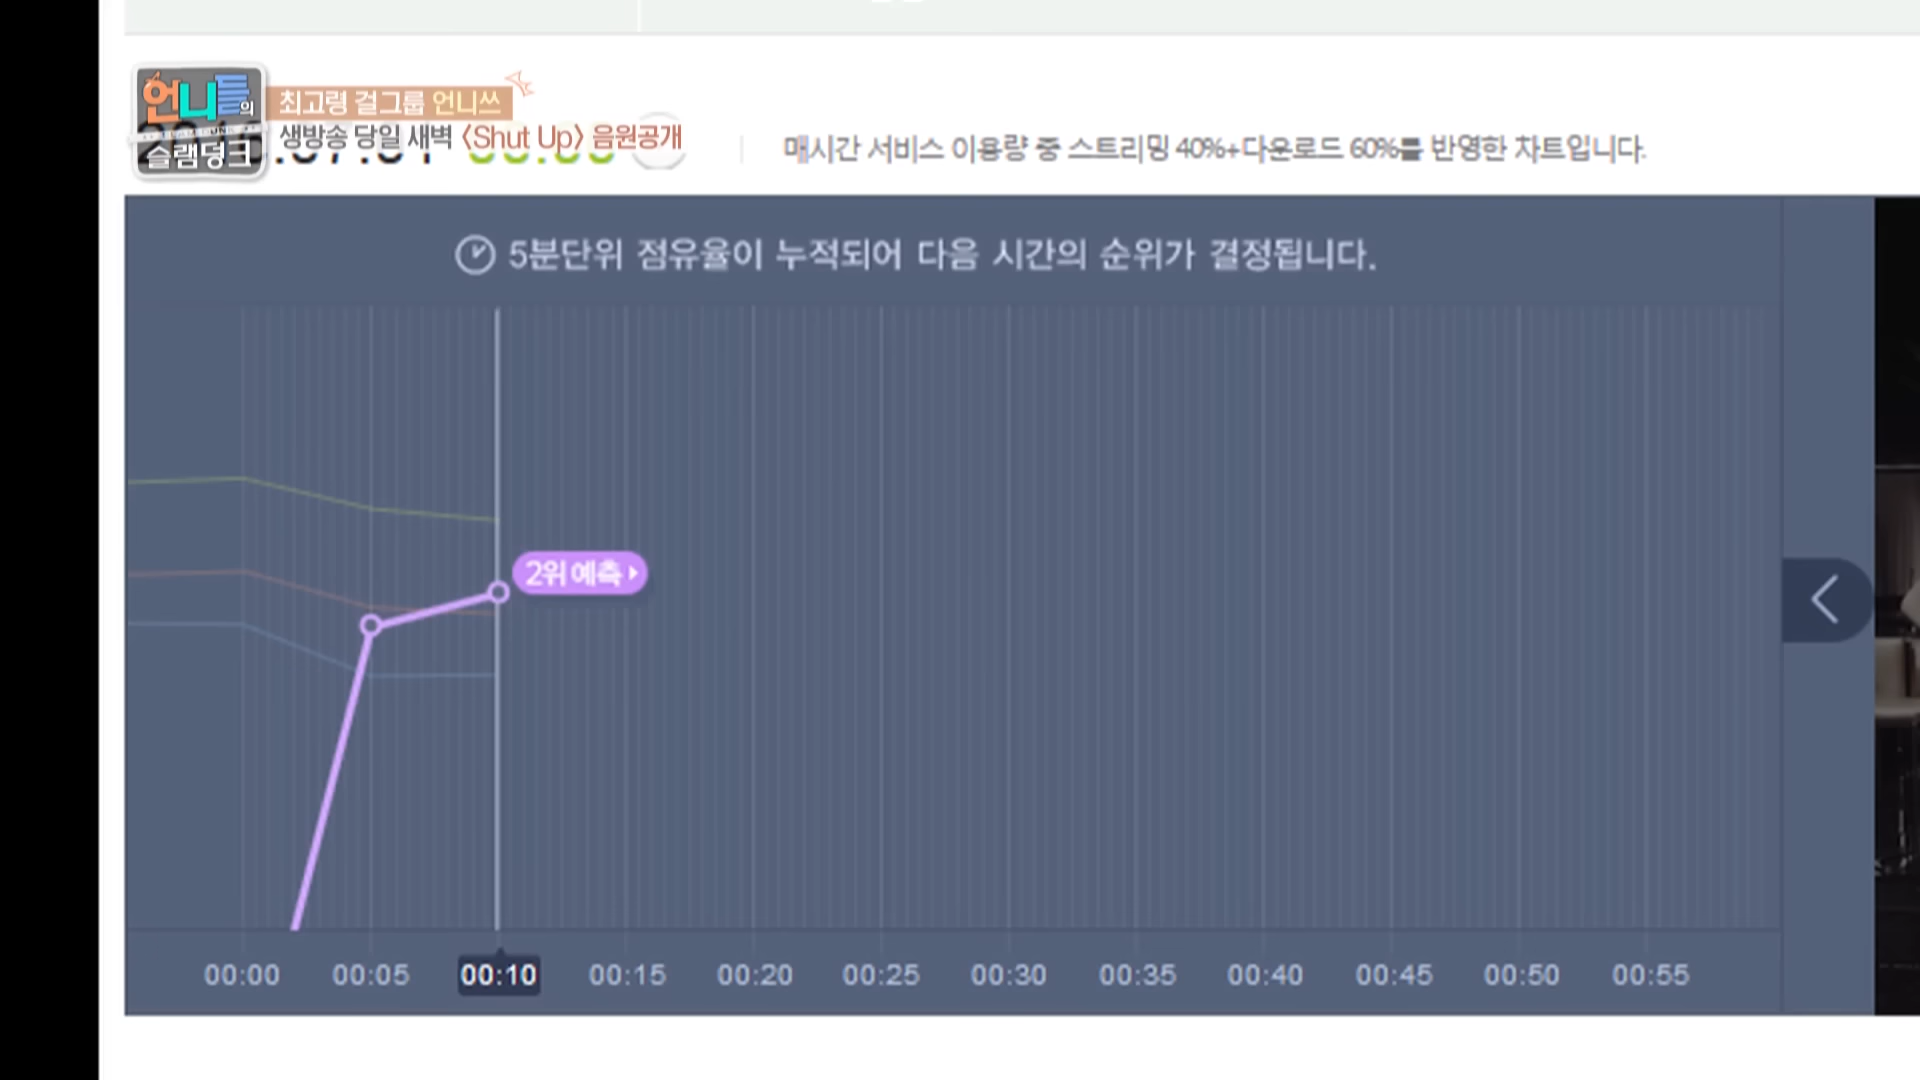 언니들의
슬램덩크
최고령 걸그룹 언니쓰
생방송 당일 새벽 〈Shut Up〉 음원공개
매시간 서비스 이용량 중 스트리밍 40%+다운로드 60%를 반영한 차트입니다.
5분단위 점유율이 누적되어 다음 시간의 순위가 결정됩니다.
2위 예측
00:00 00:05 00:10 00:15 00:20 00:25 00:30 00:35 00:40 00:45 00:50 00:55